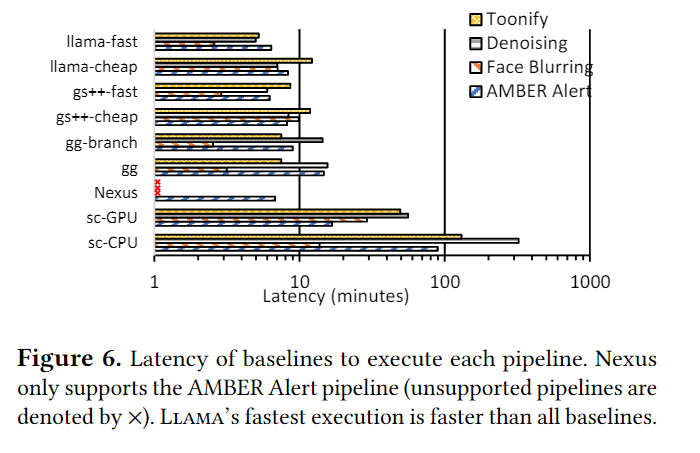 Toonify
Denoising
Face Blurring
AMBER Alert
llama-fast
llama-cheap
gs++-fast
gs++-cheap
gg-branch
gg
Nexus
sc-GPU
sc-CPU
1 10 100 1000
Latency (minutes)
Figure 6. Latency of baselines to execute each pipeline. Nexus
only supports the AMBER Alert pipeline (unsupported pipelines are
denoted by ×). LLAMA's fastest execution is faster than all baselines.